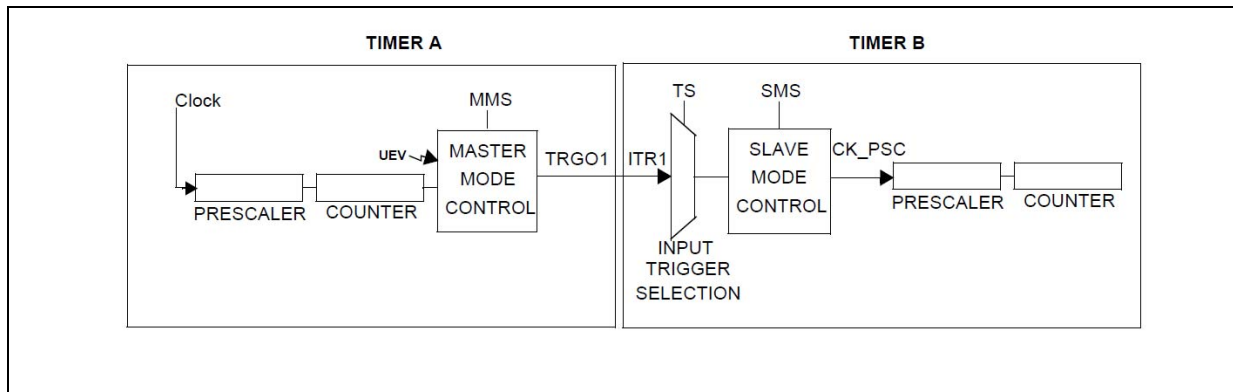 TIMER A
TIMER B
Clock
MMS
TS
SMS
UEV
MASTER
MODE
CONTROL
TRGO1
ITR1
SLAVE
MODE
CONTROL
CK_PSC
PRESCALER
COUNTER
PRESCALER
COUNTER
INPUT
TRIGGER
SELECTION